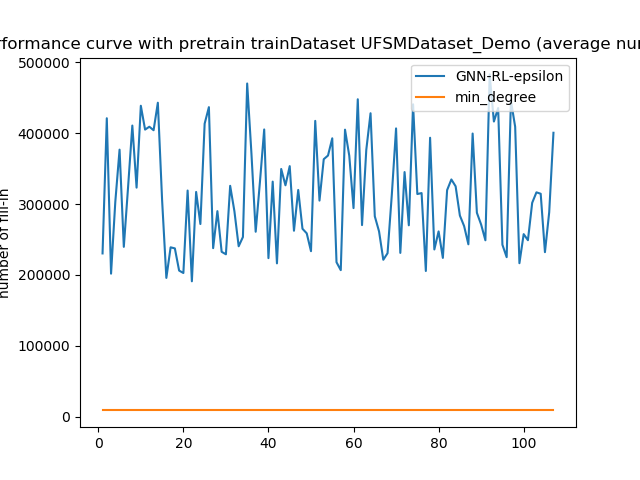 rformance curve with pretrain trainDataset UFSMDataset_Demo (average nu
500000
400000
300000
200000
100000
0
number of fill-in
GNN-RL-epsilon
min_degree
0 20 40 60 80 100